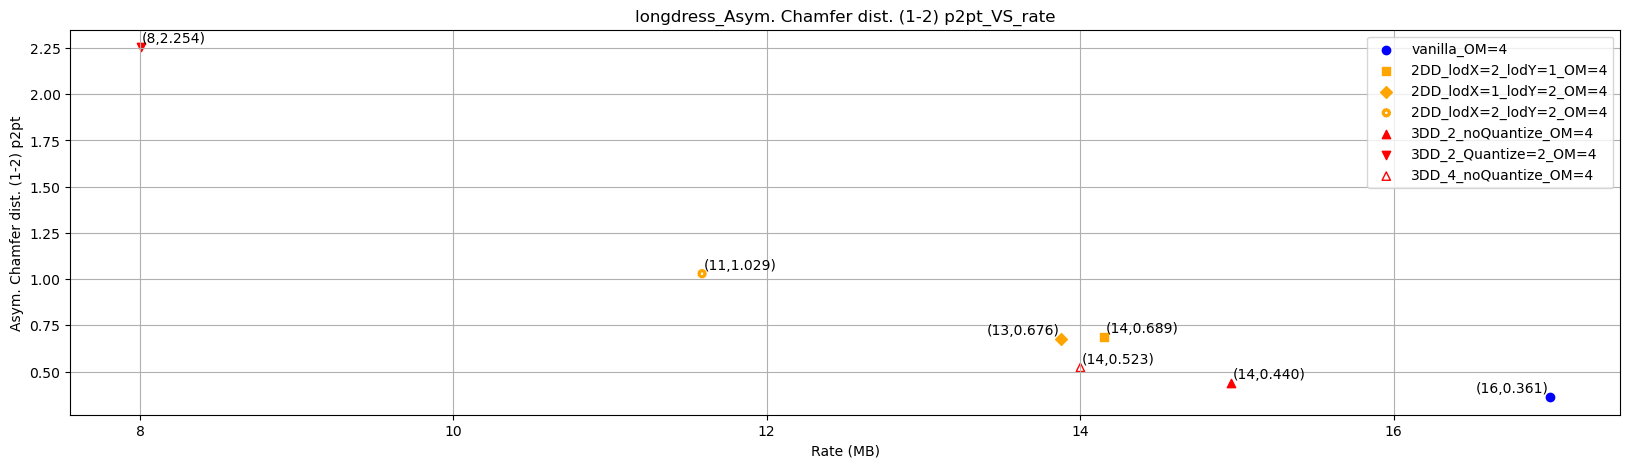 longdress_Asym. Chamfer dist. (1-2) p2pt_VS_rate
Asym. Chamfer dist. (1-2) p2pt
2.25
2.00
1.75
1.50
1.25
1.00
0.75
0.50
(8,2.254)
(11,1.029)
(13,0.676)
(14,0.689)
(14,0.523)
(14,0.440)
(16,0.361)
vanilla_OM=4
2DD_lodX=2_lodY=1_OM=4
2DD_lodX=1_lodY=2_OM=4
2DD_lodX=2_lodY=2_OM=4
3DD_2_noQuantize_OM=4
3DD_2_Quantize=2_OM=4
3DD_4_noQuantize_OM=4
8
10
12
14
16
Rate (MB)